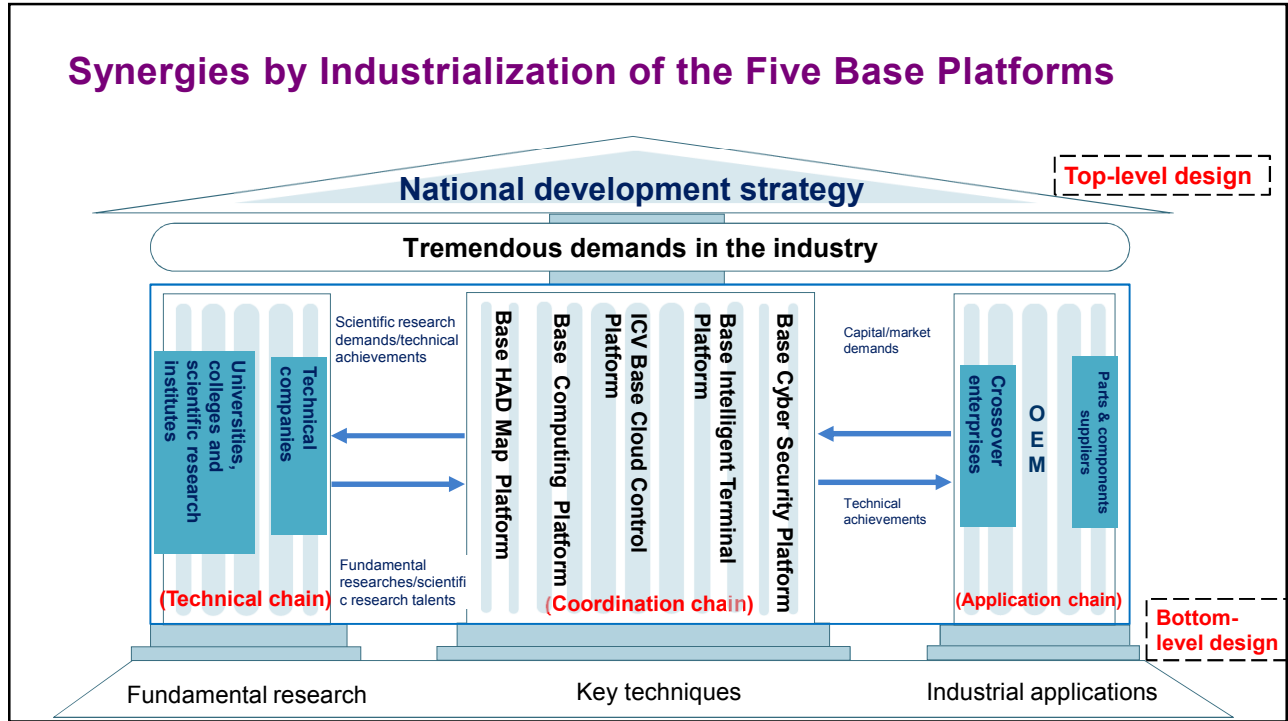 Synergies by Industrialization of the Five Base Platforms
National development strategy
Top-level design
Tremendous demands in the industry
Universities,
colleges and
scientific research
institutes
Technical
companies
(Technical chain)
Scientific research
demands/technical
achievements
Fundamental
researches/scientifi
c research talents
Base HAD Map Platform
Base Computing Platform
ICV Base Cloud Control
Platform
Base Intelligent Terminal
Platform
Base Cyber Security Platform
(Coordination chain)
Capital/market
demands
Technical
achievements
Crossover
enterprises
O
E
M
Parts & components
suppliers
(Application chain)
Bottom-
level design
Fundamental research
Key techniques
Industrial applications